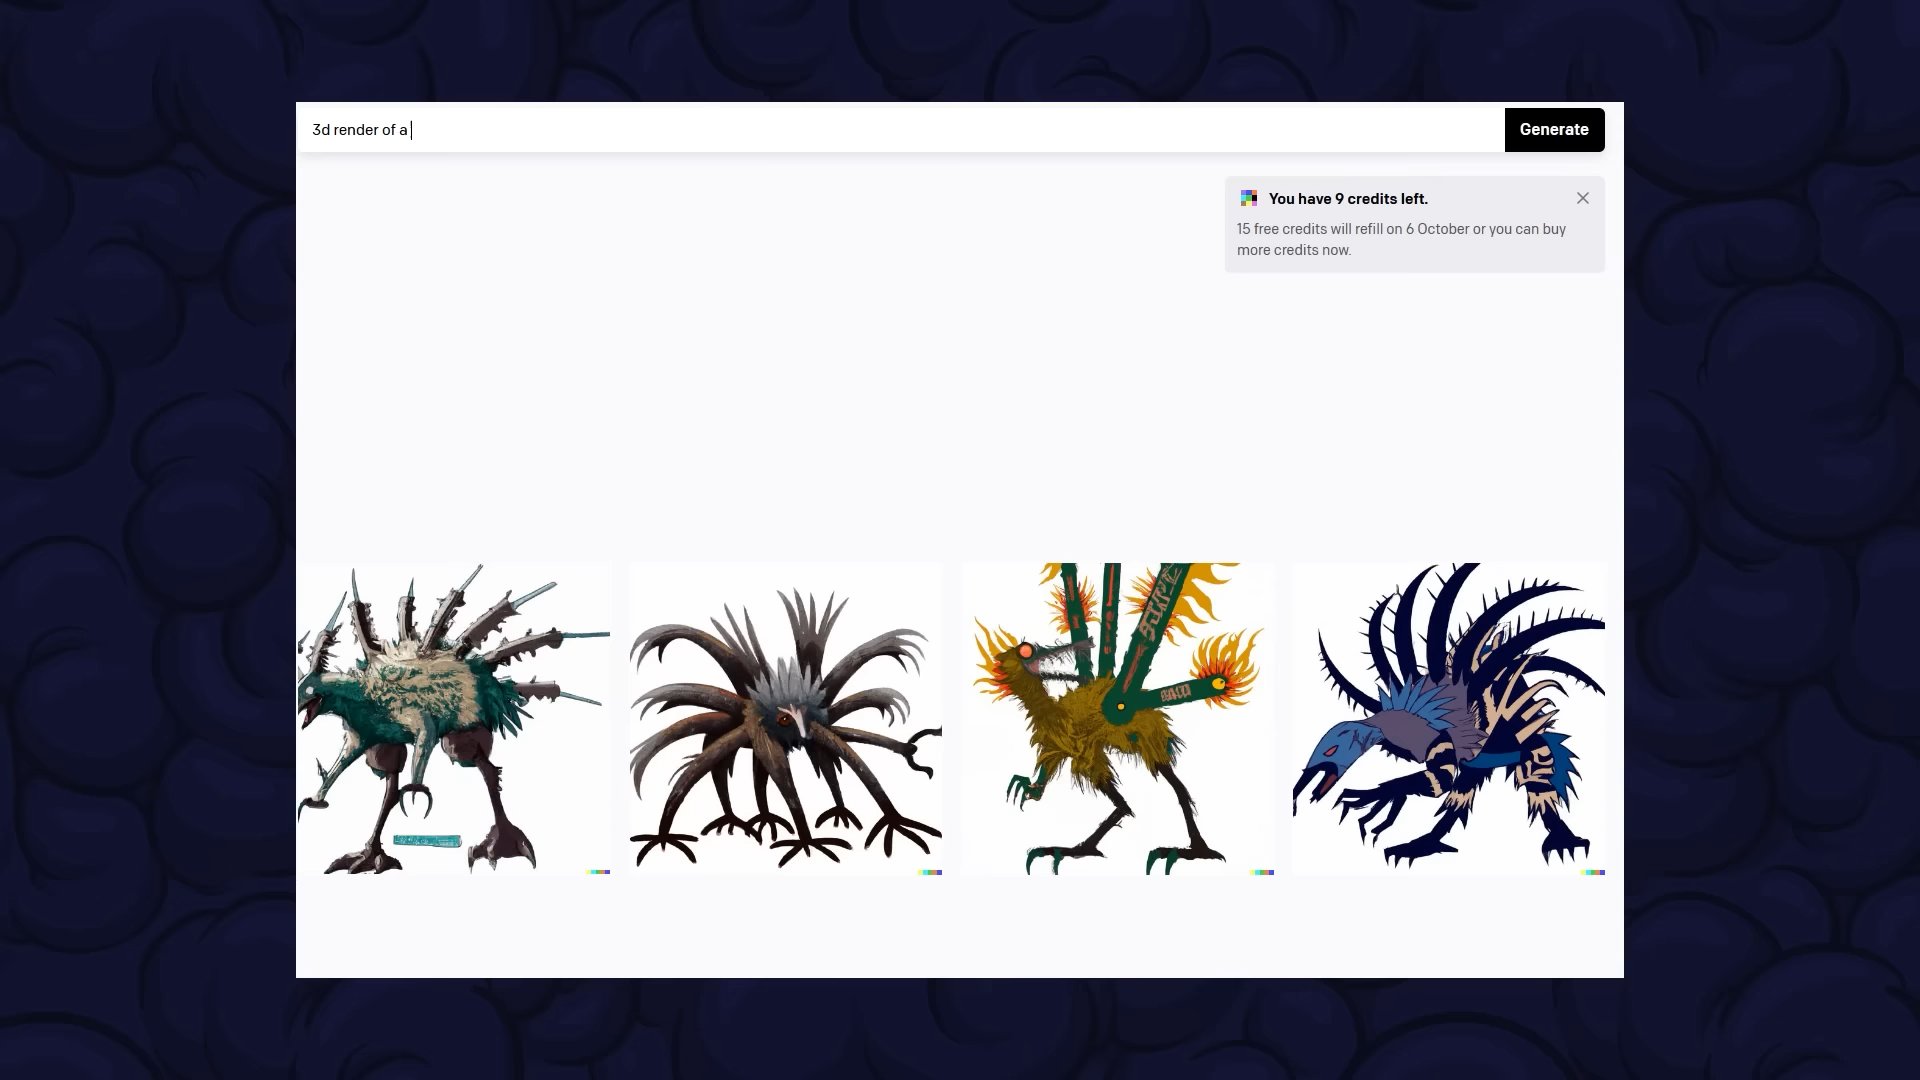 3d render of a
Generate
You have 9 credits left.
15 free credits will refill on 6 October or you can buy
more credits now.